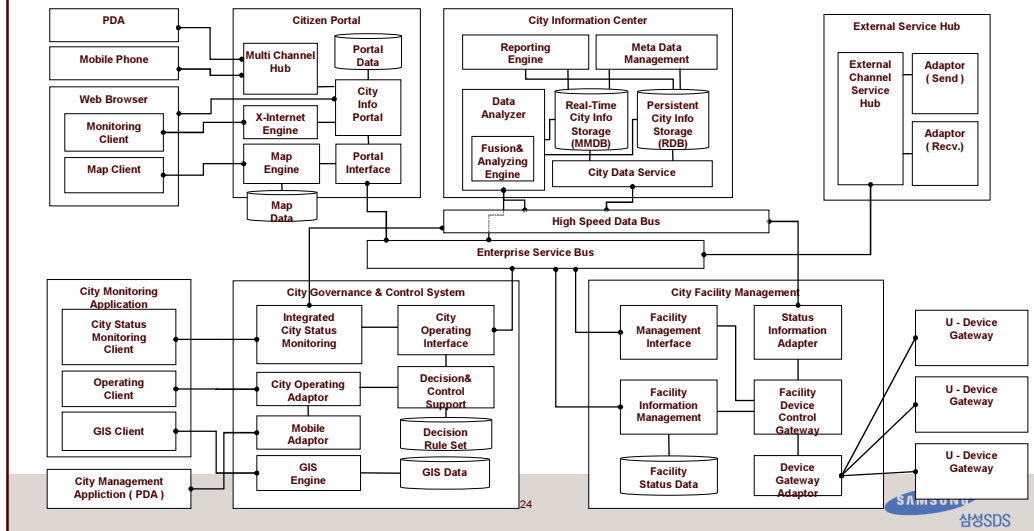 PDA
Mobile Phone
Web Browser
Monitoring
Client
Map Client
Citizen Portal
Multi Channel
Hub
Portal
Data
City
Info
Portal
X-Internet
Engine
Map
Engine
Portal
Interface
Map
Data
City Information Center
Reporting
Engine
Meta Data
Management
Data
Analyzer
Fusion&
Analyzing
Engine
Real-Time
City Info
Storage
(MMDB)
Persistent
City Info
Storage
(RDB)
City Data Service
External Service Hub
External
Channel
Service
Hub
Adaptor
(Send )
Adaptor
( Recv.)
High Speed Data Bus
Enterprise Service Bus
City Monitoring
Application
City Status
Monitoring
Client
Operating
Client
GIS Client
City Management
Appliction ( PDA )
City Governance & Control System
Integrated
City Status
Monitoring
City
Operating
Interface
City Operating
Adaptor
Decision&
Control
Support
Mobile
Adaptor
Decision
Rule Set
GIS
Engine
GIS Data
City Facility Management
Facility
Management
Interface
Status
Information
Adapter
Facility
Information
Management
Facility
Device
Control
Gateway
Facility
Status Data
Device
Gateway
Adaptor
U - Device
Gateway
U - Device
Gateway
U - Device
Gateway
24
SAMSUNG
삼성SDS